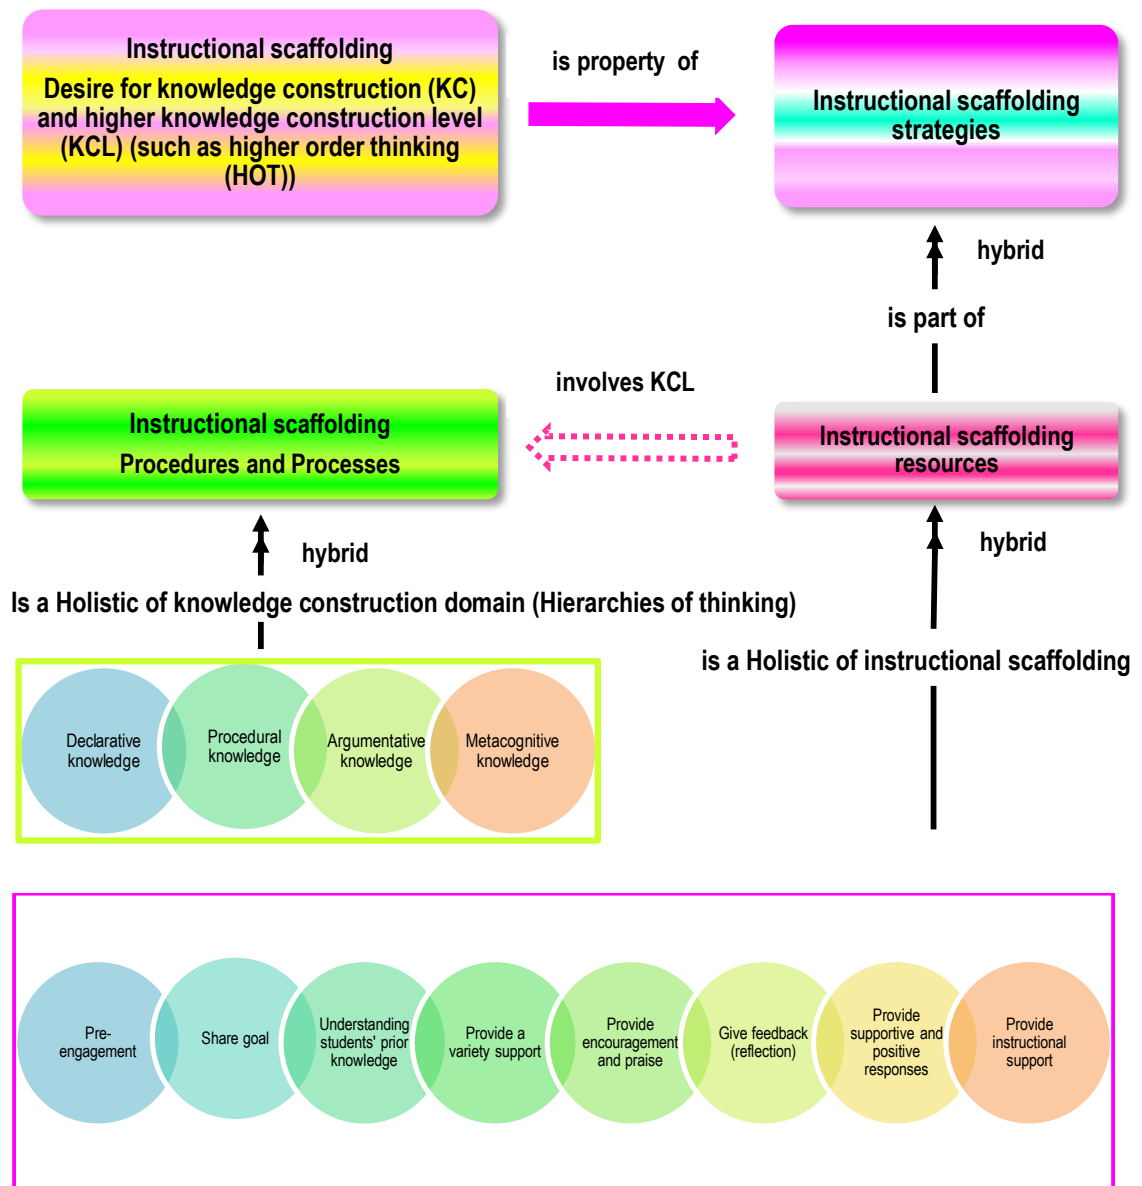 Instructional scaffolding
Desire for knowledge construction (KC)
and higher knowledge construction level
(KCL) (such as higher order thinking
(HOT))
is property of
Instructional scaffolding
strategies
hybrid
is part of
involves KCL
Instructional scaffolding
Procedures and Processes
Instructional scaffolding
resources
hybrid
hybrid
Is a Holistic of knowledge construction domain (Hierarchies of thinking)
is a Holistic of instructional scaffolding
Declarative
knowledge
Procedural
knowledge
Argumentative
knowledge
Metacognitive
knowledge
Pre-
engagement
Share goal
Understanding
students' prior
knowledge
Provide a
variety support
Provide
encouragement
and praise
Give feedback
(reflection)
Provide
supportive and
positive
responses
Provide
instructional
support